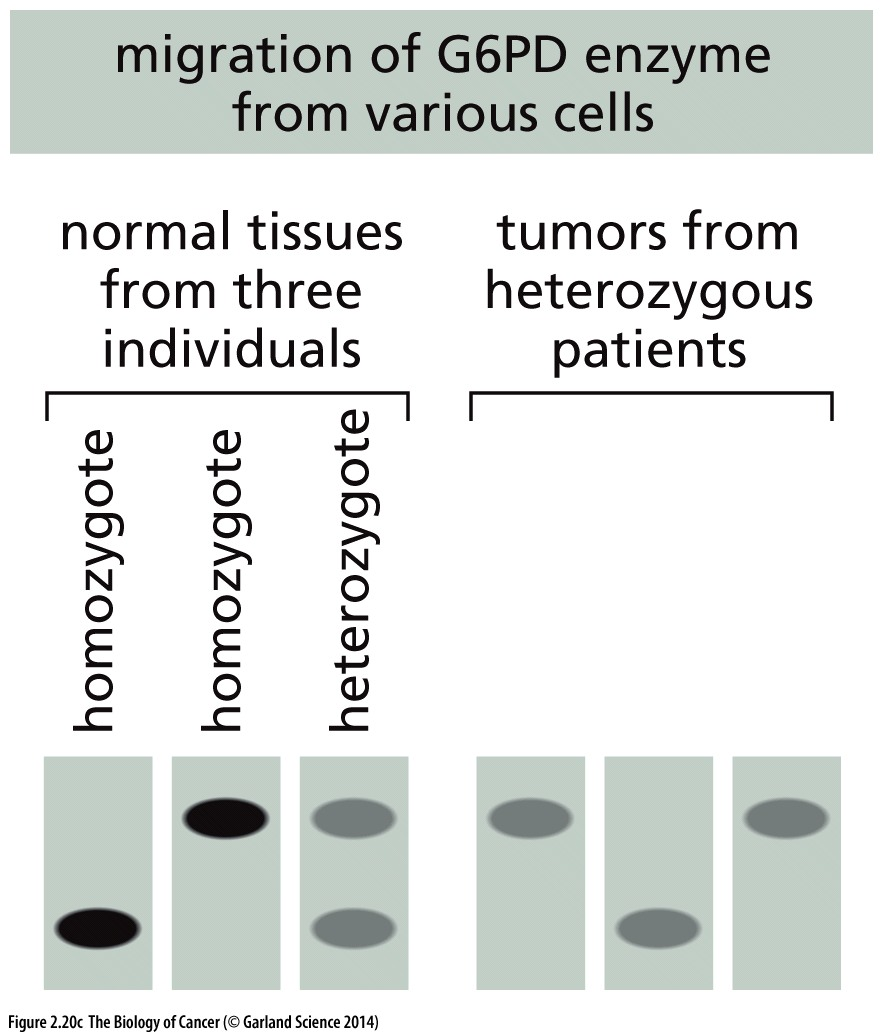 migration of G6PD enzyme
from various cells
normal tissues
from three
individuals
tumors from
heterozygous
patients
homozygote
homozygote
heterozygote
Figure 2.20c The Biology of Cancer (© Garland Science 2014)